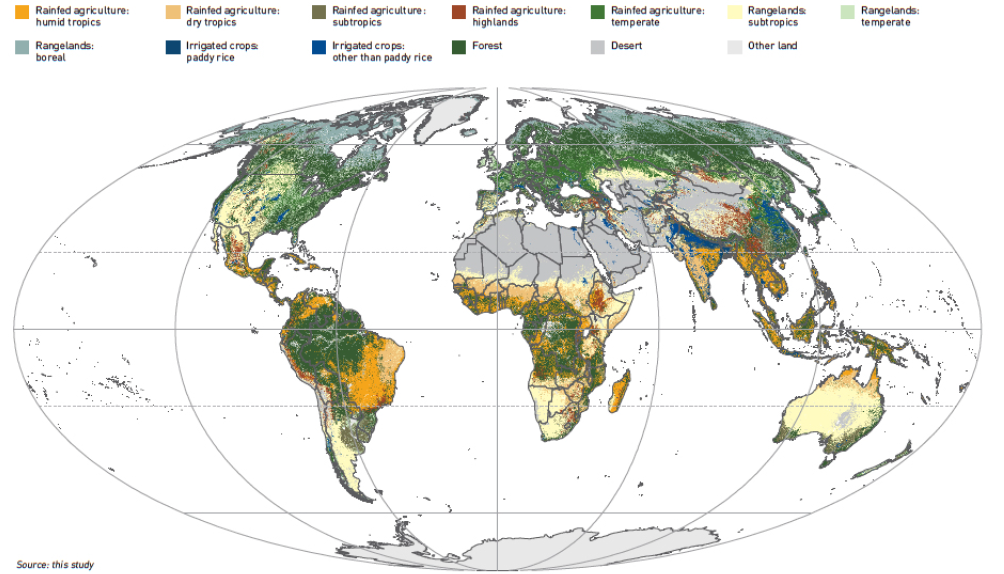 Rainfed agriculture:
humid tropics
Rainfed agriculture:
dry tropics
Rainfed agriculture:
subtropics
Rainfed agriculture:
highlands
Rainfed agriculture:
temperate
Rangelands:
subtropics
Rangelands:
temperate
Rangelands:
boreal
Irrigated crops:
paddy rice
Irrigated crops:
other than paddy rice
Forest
Desert
Other land
Source: this study